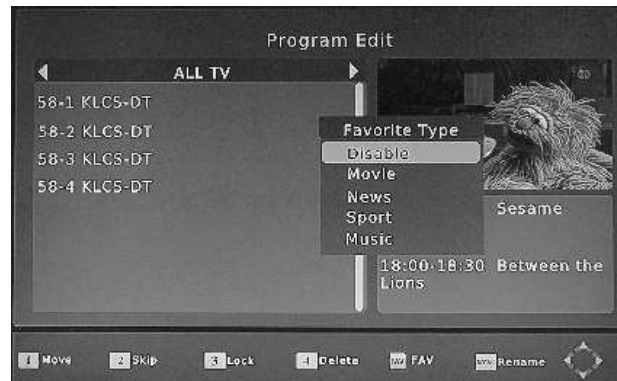 Program Edit
ALL TV
58-1 KLCS-DT
58-2 KLCS-DT
58-3 KLCS-DT
58-4 KLCS-DT
Favorite Type
Disable
Movie
News
Sport
Music
Sesame
18:00-18:30 Between the
Lions
1 Move 2 Skip 3 Lock 4 Delete FAV FAV Rename